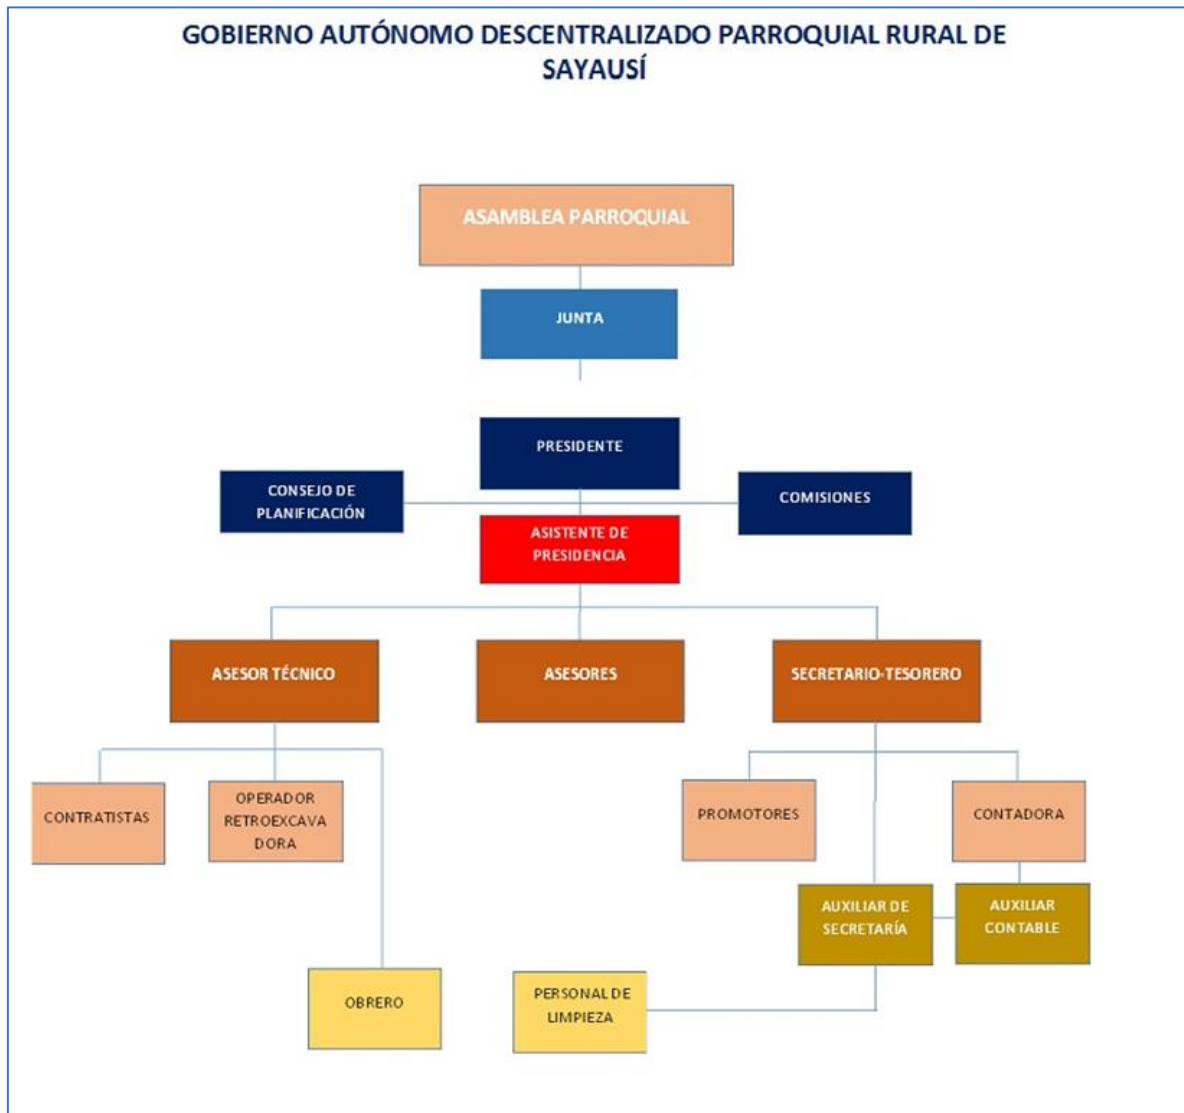 GOBIERNO AUTÓNOMO DESCENTRALIZADO PARROQUIAL RURAL DE
SAYAUSÍ
ASAMBLEA PARROQUIAL
JUNTA
PRESIDENTE
CONSEJO DE
PLANIFICACIÓN
COMISIONES
ASISTENTE DE
PRESIDENCIA
ASESOR TÉCNICO
ASESORES
SECRETARIO-TESORERO
CONTRATISTAS
OPERADOR
RETROEXCAVA
DORA
PROMOTORES
CONTADORA
AUXILIAR DE
SECRETARÍA
AUXILIAR
CONTABLE
OBRERO
PERSONAL DE
LIMPIEZA